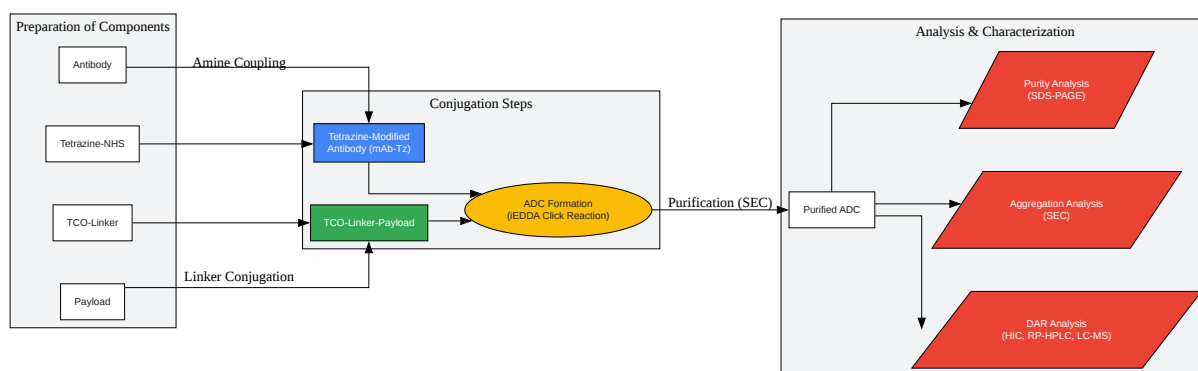 Preparation of Components
Antibody
Tetrazine-NHS
TCO-Linker
Payload
Amine Coupling
Linker Conjugation
Conjugation Steps
Tetrazine-Modified
Antibody (mAb-Tz)
TCO-Linker-Payload
ADC Formation
(iEDDA Click Reaction)
Purification (SEC)
Analysis & Characterization
Purified ADC
Purity Analysis
(SDS-PAGE)
Aggregation Analysis
(SEC)
DAR Analysis
(HIC, RP-HPLC, LC-MS)